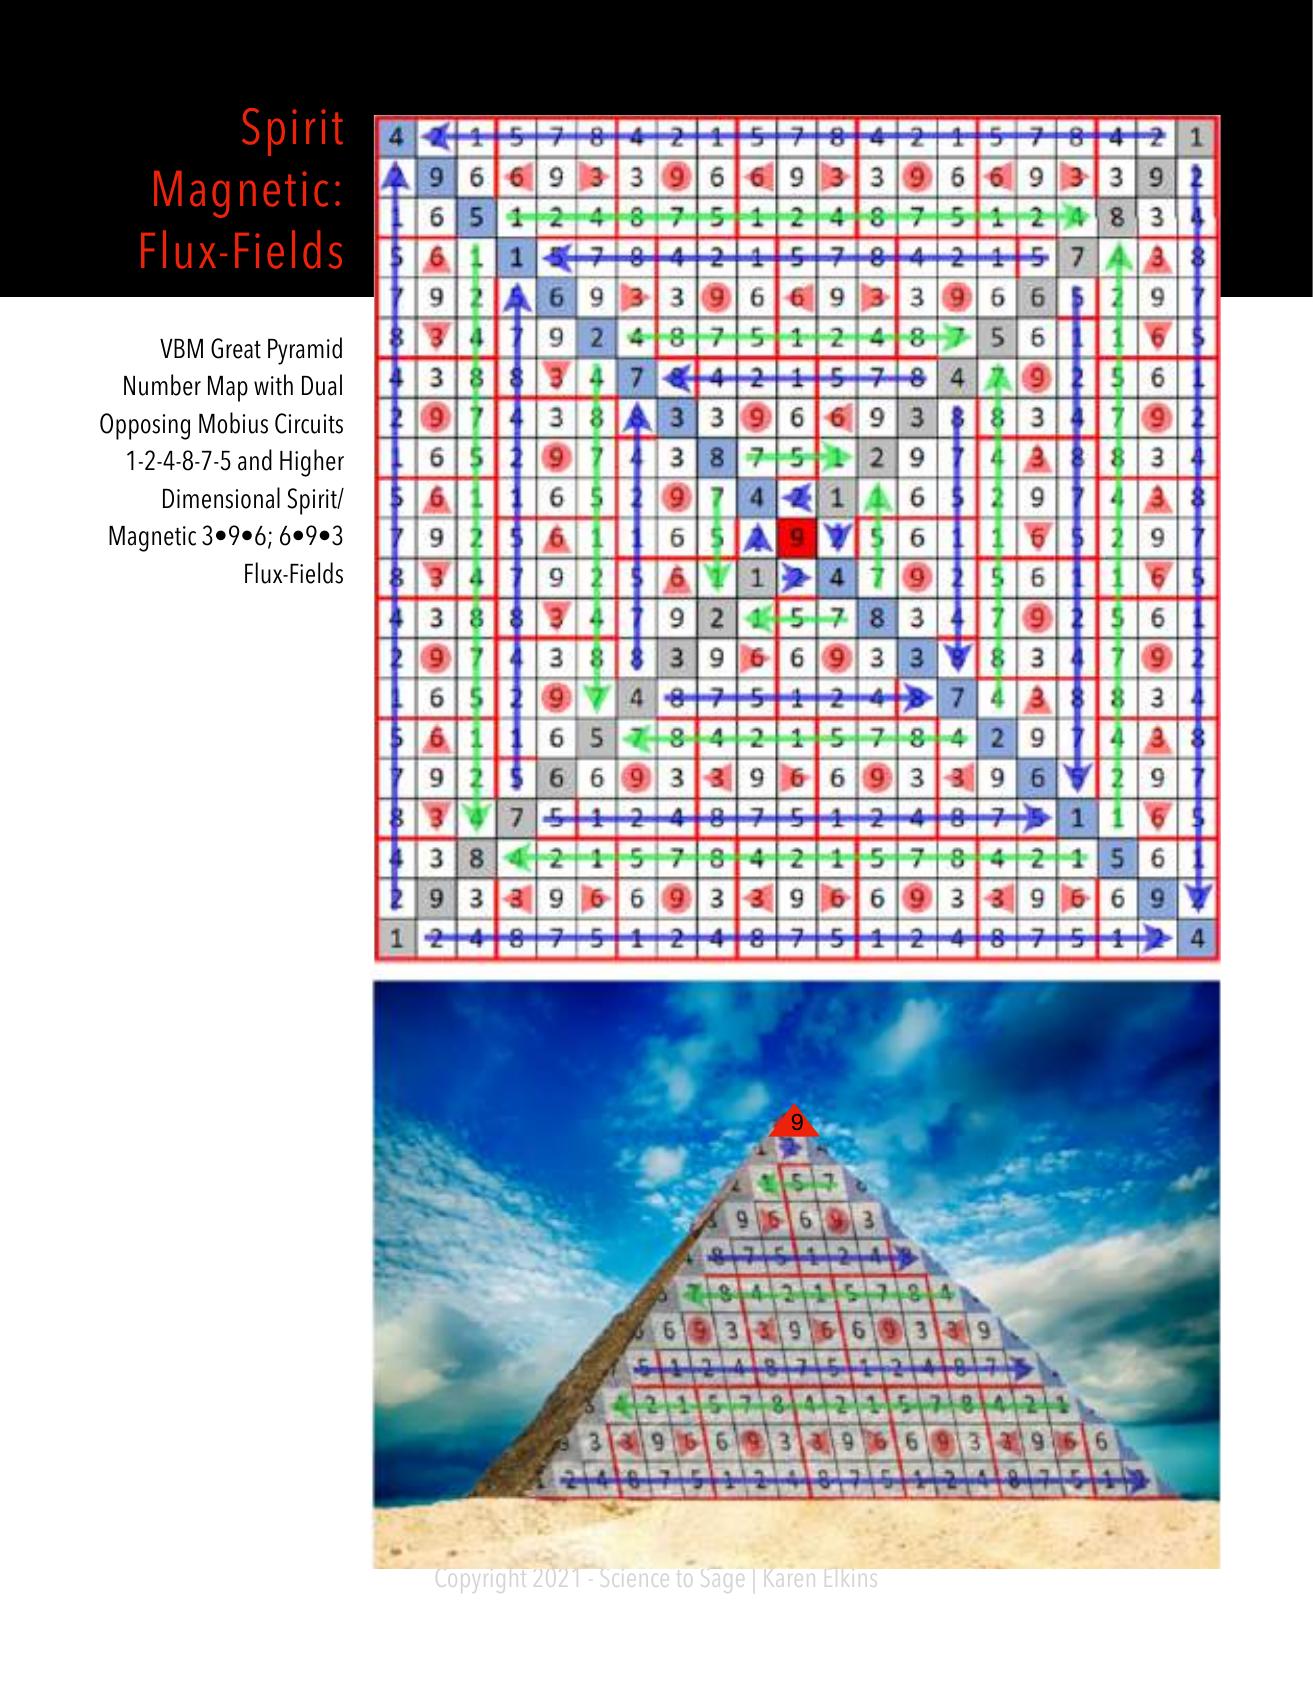 Spirit
Magnetic:
Flux-Fields
VBM Great Pyramid
Number Map with Dual
Opposing Mobius Circuits
1-2-4-8-7-5 and Higher
Dimensional Spirit/
Magnetic 3•9•6; 6•9•3
Flux-Fields
4 2 1 5 7 8 4 2 1 5 7 8 4 2 1 5 7 8 4 2 1
2 9 6 6 9 3 3 9 6 6 9 3 3 9 6 6 9 3 3 9 2
1 6 5 1 2 4 8 7 5 1 2 4 8 7 5 1 2 4 8 3 4
5 6 1 1 5 7 8 4 2 1 5 7 8 4 2 1 5 7 4 3 8
7 9 2 5 6 9 3 3 9 6 6 9 3 3 9 6 6 5 2 9 7
8 3 4 7 9 2 4 8 7 5 1 2 4 8 7 5 6 1 1 6 5
4 3 8 8 3 4 7 8 4 2 1 5 7 8 4 7 9 2 5 6 1
2 9 7 4 3 8 8 3 3 9 6 6 9 3 8 8 3 4 7 9 2
1 6 5 2 9 7 4 3 8 7 5 1 2 9 7 4 3 8 8 3 4
5 6 1 1 6 5 2 9 7 4 2 1 1 6 5 2 9 7 4 3 8
7 9 2 5 6 1 1 6 5 2 9 2 5 6 1 1 6 5 2 9 7
8 3 4 7 9 2 5 6 1 1 2 4 7 9 2 5 6 1 1 6 5
4 3 8 8 3 4 7 9 2 1 5 7 8 3 4 7 9 2 5 6 1
2 9 7 4 3 8 8 3 9 6 6 9 3 3 8 8 3 4 7 9 2
1 6 5 2 9 7 4 8 7 5 1 2 4 8 7 4 3 8 8 3 4
5 6 1 1 6 5 7 8 4 2 1 5 7 8 4 2 9 7 4 3 8
7 9 2 5 6 6 9 3 3 9 6 6 9 3 3 9 6 5 2 9 7
8 3 4 7 5 1 2 4 8 7 5 1 2 4 8 7 5 1 1 6 5
4 3 8 4 2 1 5 7 8 4 2 1 5 7 8 4 2 1 5 6 1
2 9 3 3 9 6 6 9 3 3 9 6 6 9 3 3 9 6 6 9 2
1 2 4 8 7 5 1 2 4 8 7 5 1 2 4 8 7 5 1 2 4
9
1 2 4
2 1 5 7 8
3 9 6 6 9 3
8 7 5 1 2 4 8
7 8 4 2 1 5 7 8 4
6 9 3 3 9 6 6 9 3 3 9
5 1 2 4 8 7 5 1 2 4 8 7 5
8 4 2 1 5 7 8 4 2 1 5 7 8 4 2 1
9 3 3 9 6 6 9 3 3 9 6 6 9 3 3 9 6 6
1 2 4 8 7 5 1 2 4 8 7 5 1 2 4 8 7 5 1 2
Copyright 2021 - Science to Sage | Karen Elkins